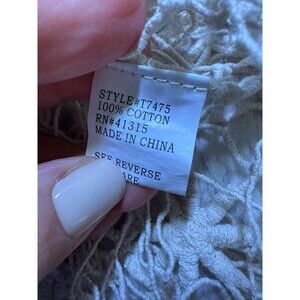 STYLE#T7475
100% COTTON
RN#41315
MADE IN CHINA
SEE REVERSE